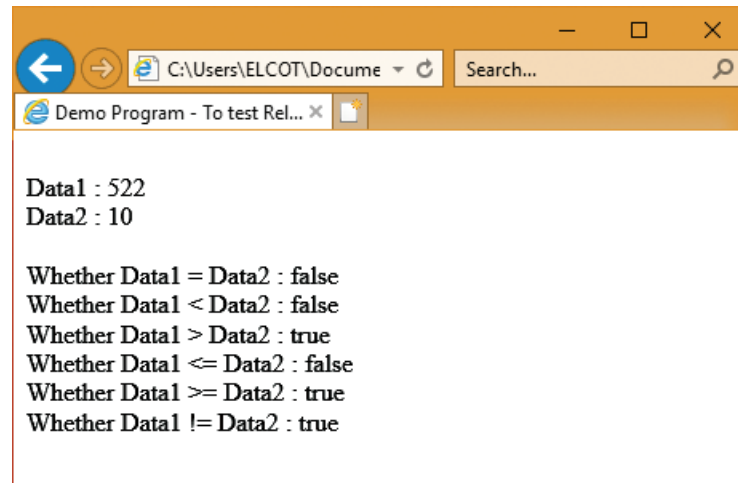 C:\Users\ELCOT\Docume
Search...
Demo Program - To test Rel...
Data1 : 522
Data2 : 10
Whether Data1 = Data2 : false
Whether Data1 < Data2 : false
Whether Data1 > Data2 : true
Whether Data1 <= Data2 : false
Whether Data1 >= Data2 : true
Whether Data1 != Data2 : true